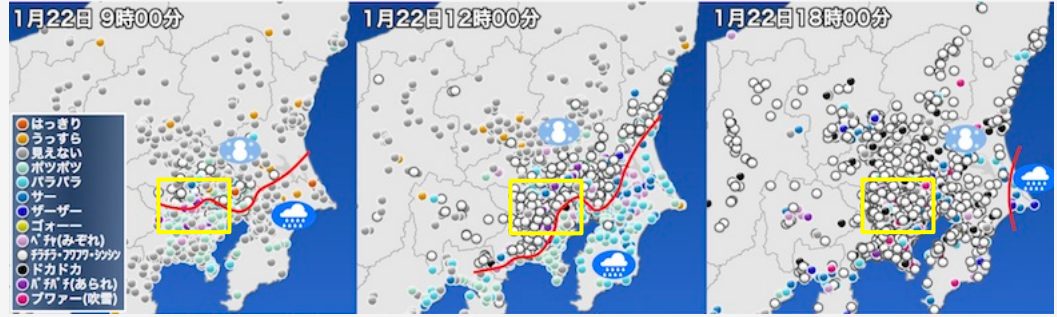 1月22日 9時00分
1月22日12時00分
1月22日18時00分
はっきり
うっすら
見えない
ポツポツ
パラパラ
サー
ザーザー
ゴォーー
ベチャ(みぞれ)
チラチラ・フワフワ・シンシン
ドカドカ
バチバチ(あられ)
ブワァー(吹雪)